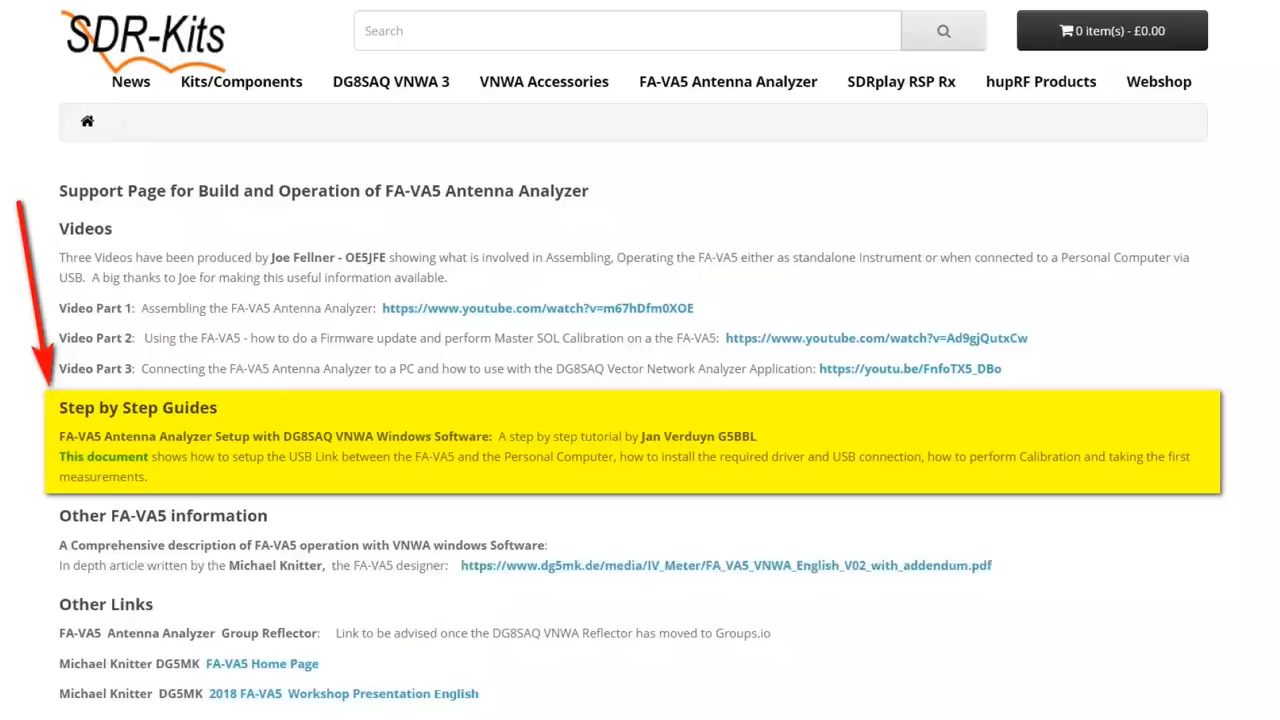 SDR-Kits
Search
0 item(s) - £0.00
News Kits/Components DG8SAQ VNWA 3 VNWA Accessories FA-VA5 Antenna Analyzer SDRplay RSP Rx hupRF Products Webshop
Support Page for Build and Operation of FA-VA5 Antenna Analyzer
Videos
Three Videos have been produced by Joe Fellner - OE5JFE showing what is involved in Assembling, Operating the FA-VA5 either as standalone Instrument or when connected to a Personal Computer via
USB. A big thanks to Joe for making this useful information available.
Video Part 1: Assembling the FA-VA5 Antenna Analyzer: https://www.youtube.com/watch?v=m67hDfm0XOE
Video Part 2: Using the FA-VA5 - how to do a Firmware update and perform Master SOL Calibration on a the FA-VA5: https://www.youtube.com/watch?v=Ad9gjQutxCw
Video Part 3: Connecting the FA-VA5 Antenna Analyzer to a PC and how to use with the DG8SAQ Vector Network Analyzer Application: https://youtu.be/FnfoTX5_DBo
Step by Step Guides
FA-VA5 Antenna Analyzer Setup with DG8SAQ VNWA Windows Software: A step by step tutorial by Jan Verduyn G5BBL
This document shows how to setup the USB Link between the FA-VA5 and the Personal Computer, how to install the required driver and USB connection, how to perform Calibration and taking the first
measurements.
Other FA-VA5 information
A Comprehensive description of FA-VA5 operation with VNWA windows Software:
In depth article written by the Michael Knitter, the FA-VA5 designer: https://www.dg5mk.de/media/IV_Meter/FA_VA5_VNWA_English_V02_with_addendum.pdf
Other Links
FA-VA5 Antenna Analyzer Group Reflector: Link to be advised once the DG8SAQ VNWA Reflector has moved to Groups.io
Michael Knitter DG5MK FA-VA5 Home Page
Michael Knitter DG5MK 2018 FA-VA5 Workshop Presentation English